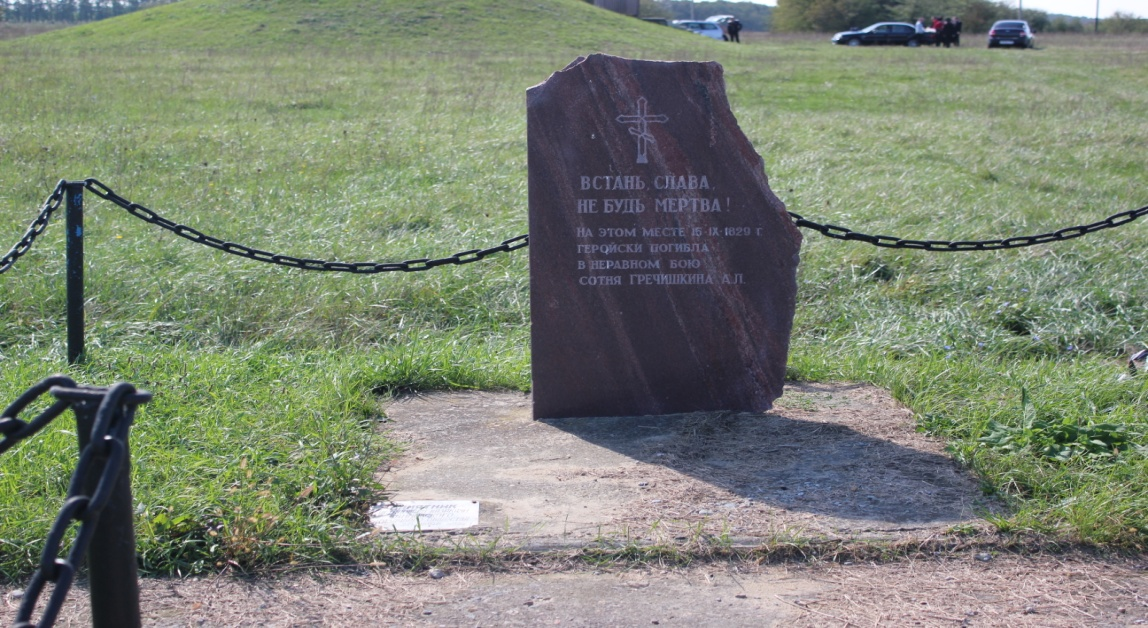 ВСТАНЬ, СЛАВА,
НЕ БУДЬ МЕРТВА!
НА ЭТОМ МЕСТЕ 15·IX·1829 Г.
ГЕРОЙСКИ ПОГИБЛА
В НЕРАВНОМ БОЮ
СОТНЯ ГРЕЧИШКИНА А.П.